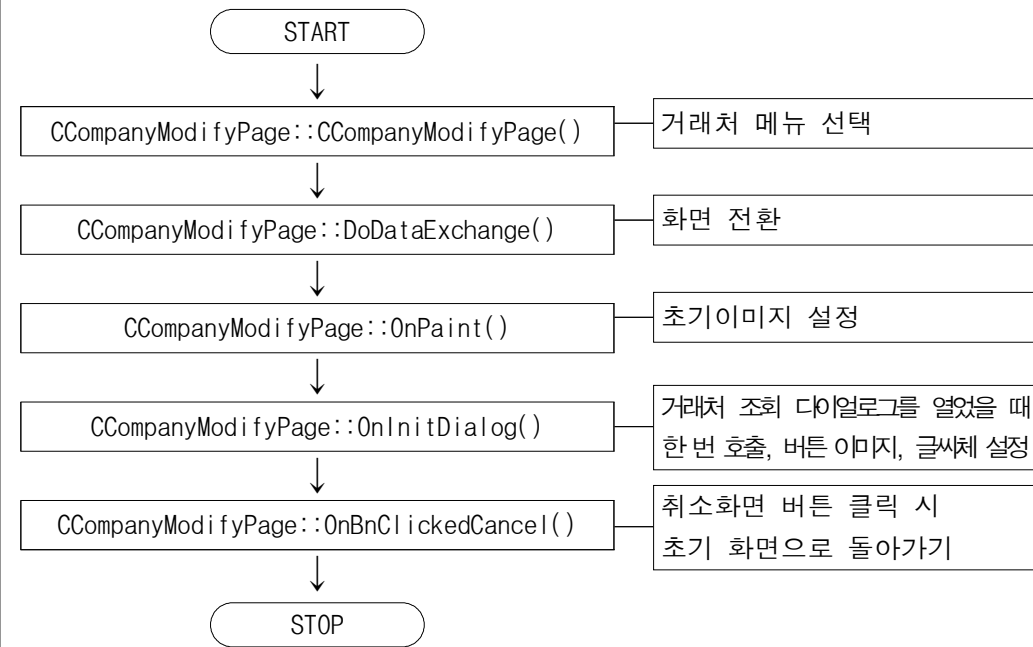 START
CCompanyModifyPage::CCompanyModifyPage()
거래처 메뉴 선택
CCompanyModifyPage::DoDataExchange()
화면 전환
CCompanyModifyPage::OnPaint()
초기이미지 설정
CCompanyModifyPage::OnInitDialog()
거래처 조회 다이얼로그를 열었을 때
한 번 호출, 버튼 이미지, 글씨체 설정
CCompanyModifyPage::OnBnClickedCancel()
취소화면 버튼 클릭 시
초기 화면으로 돌아가기
STOP